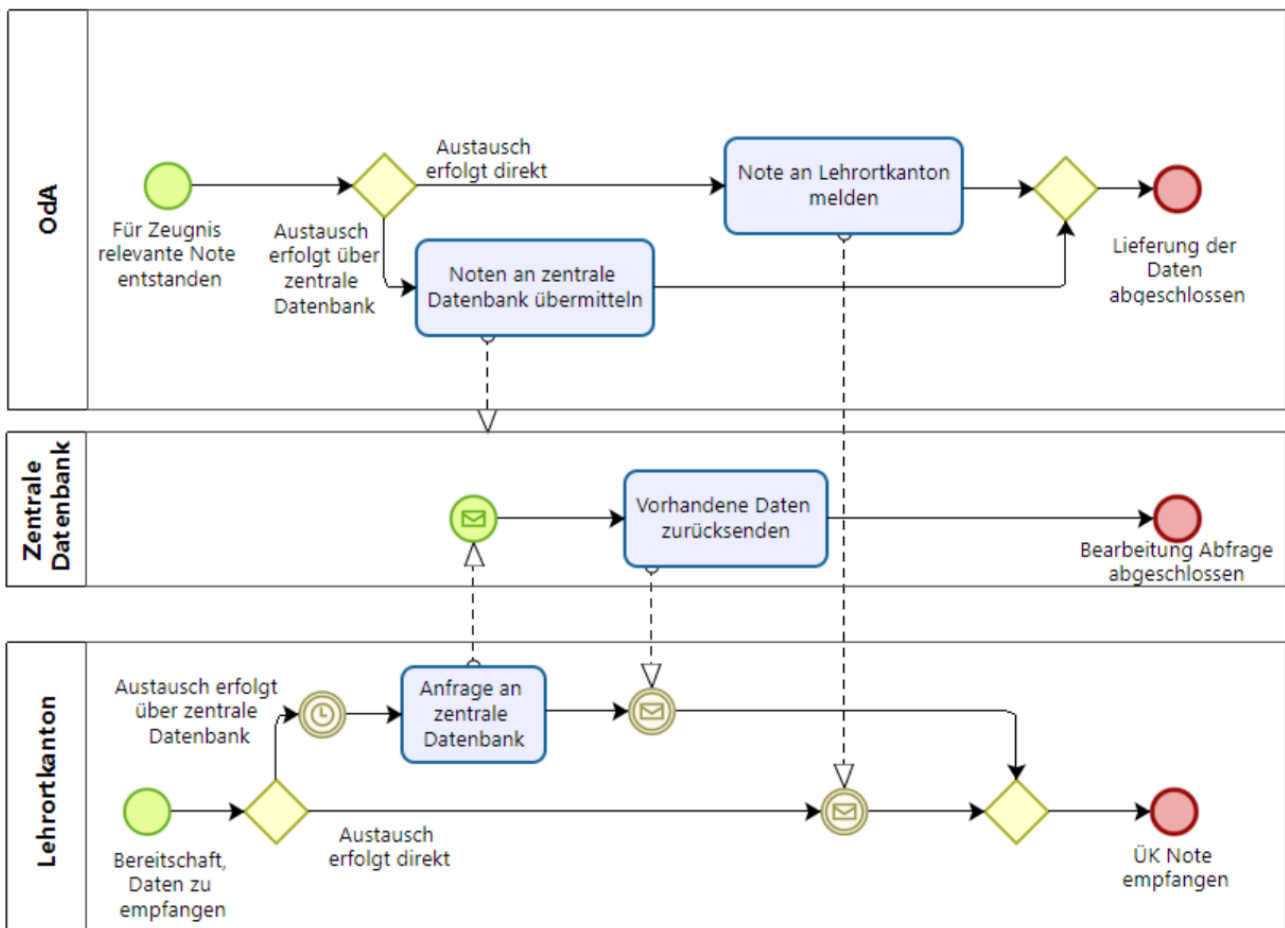 OdA
Austausch
erfolgt direkt
Note an Lehrortkanton
melden
Für Zeugnis
relevante Note
entstanden
Austausch
erfolgt über
zentrale
Datenbank
Noten an zentrale
Datenbank übermitteln
Lieferung der
Daten
abgeschlossen
Zentrale
Datenbank
Vorhandene Daten
zurücksenden
Bearbeitung Abfrage
abgeschlossen
Lehrortkanton
Austausch erfolgt
über zentrale
Datenbank
Anfrage an
zentrale
Datenbank
Bereitschaft,
Daten zu
empfangen
Austausch
erfolgt direkt
ÜK Note
empfangen